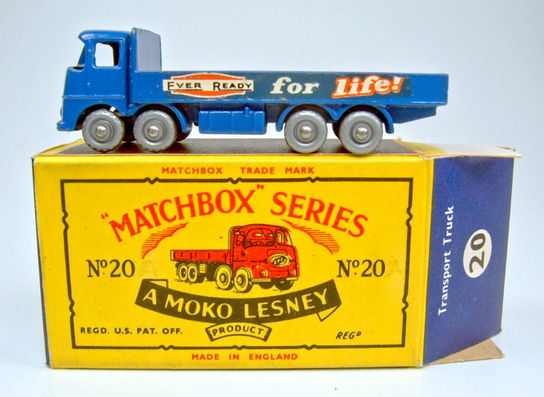 EVER READY for life!
MATCHBOX TRADE MARK
"MATCHBOX" SERIES
Nº20
Nº20
A MOKO LESNEY
PRODUCT
REGD. U.S. PAT. OFF.
REGD
MADE IN ENGLAND
Transport Truck
20